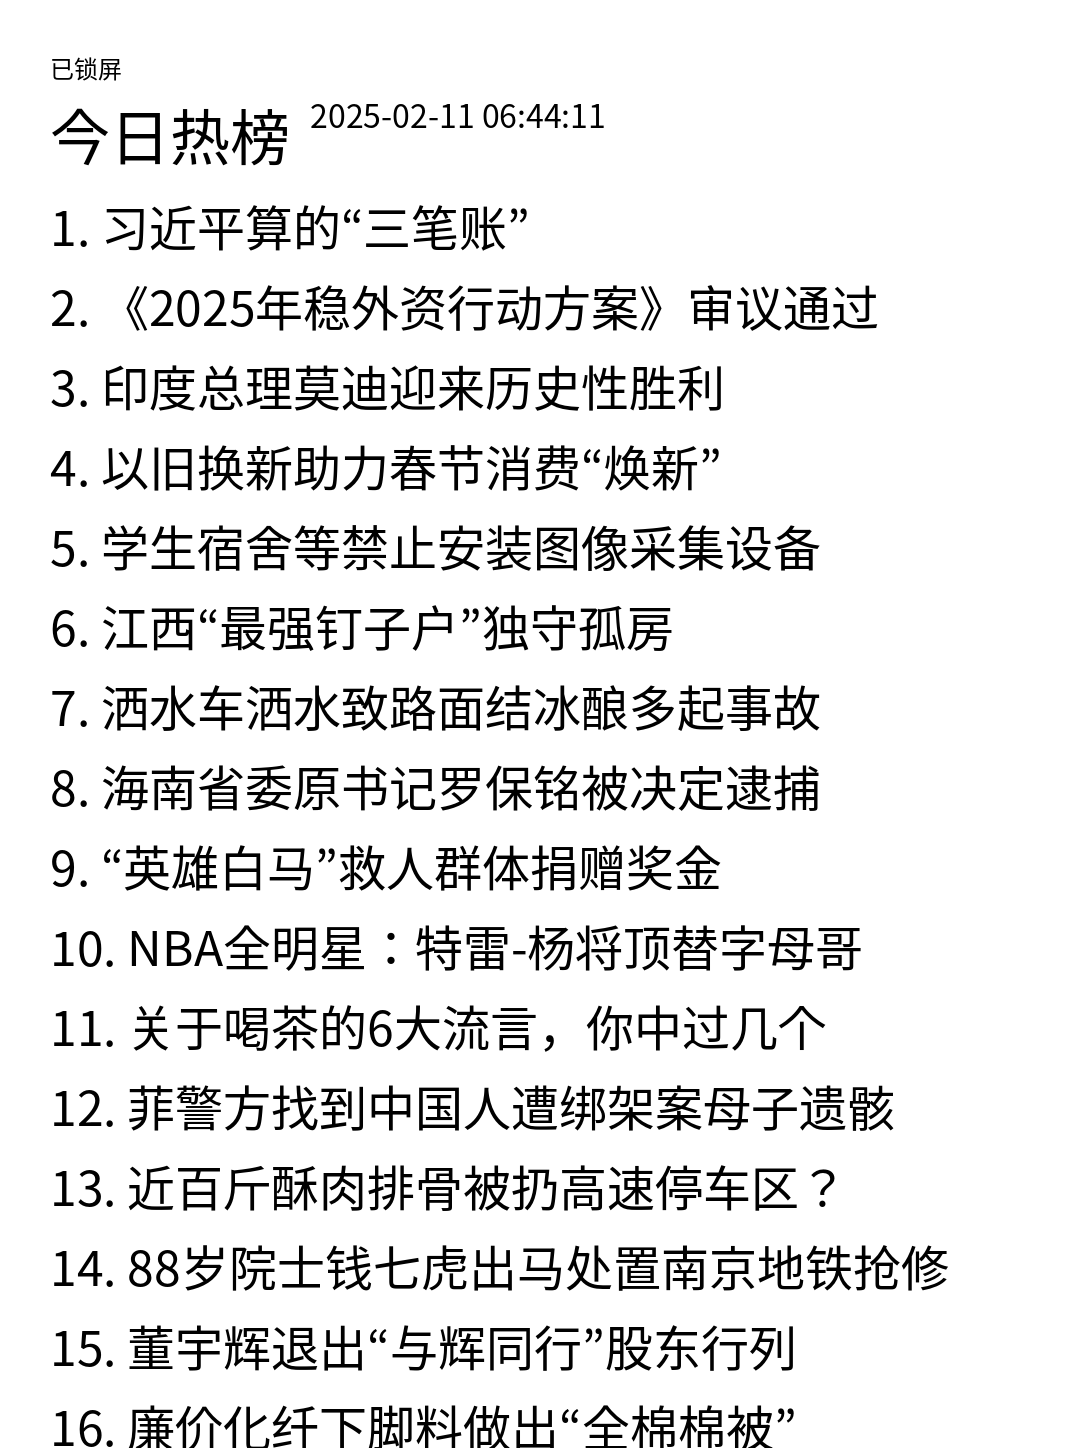 已锁屏
今日热榜 2025-02-11 06:44:11
1. 习近平算的“三笔账”
2. 《2025年稳外资行动方案》审议通过
3. 印度总理莫迪迎来历史性胜利
4. 以旧换新助力春节消费“焕新”
5. 学生宿舍等禁止安装图像采集设备
6. 江西“最强钉子户”独守孤房
7. 洒水车洒水致路面结冰酿多起事故
8. 海南省委原书记罗保铭被决定逮捕
9. “英雄白马”救人群体捐赠奖金
10. NBA全明星：特雷-杨将顶替字母哥
11. 关于喝茶的6大流言，你中过几个
12. 菲警方找到中国人遭绑架案母子遗骸
13. 近百斤酥肉排骨被扔高速停车区？
14. 88岁院士钱七虎出马处置南京地铁抢修
15. 董宇辉退出“与辉同行”股东行列
16. 廉价化纤下脚料做出“全棉棉被”